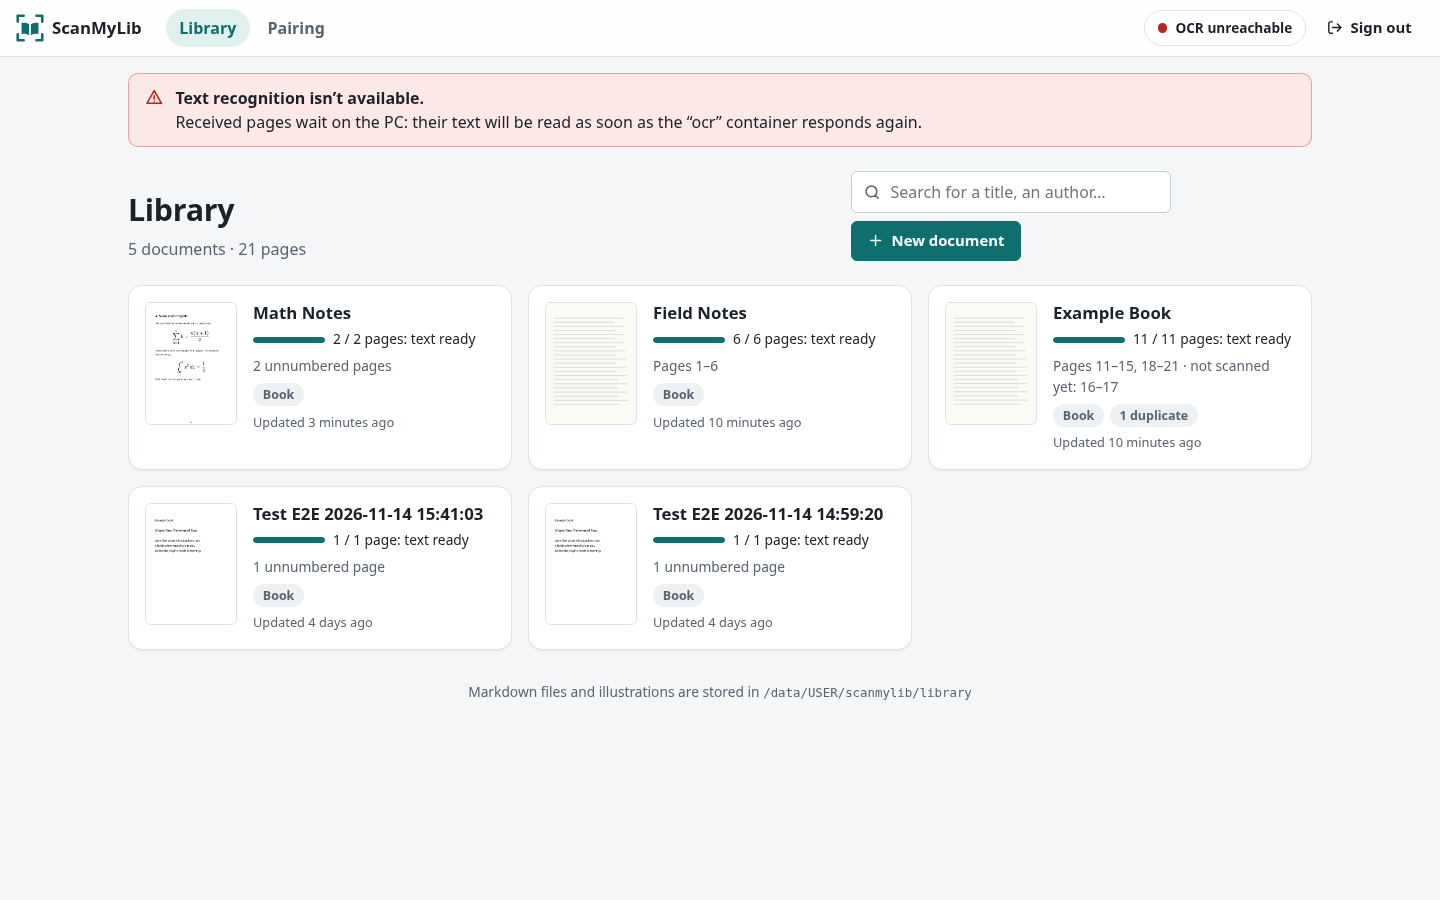 ScanMyLib
Library
Pairing
OCR unreachable
Sign out
Text recognition isn’t available.
Received pages wait on the PC: their text will be read as soon as the “ocr” container responds again.
Library
5 documents · 21 pages
Search for a title, an author...
New document
Math Notes
2 / 2 pages: text ready
2 unnumbered pages
Book
Updated 3 minutes ago
Field Notes
6 / 6 pages: text ready
Pages 1–6
Book
Updated 10 minutes ago
Example Book
11 / 11 pages: text ready
Pages 11–15, 18–21 · not scanned
yet: 16–17
Book
1 duplicate
Updated 10 minutes ago
Test E2E 2026-11-14 15:41:03
1 / 1 page: text ready
1 unnumbered page
Book
Updated 4 days ago
Test E2E 2026-11-14 14:59:20
1 / 1 page: text ready
1 unnumbered page
Book
Updated 4 days ago
Markdown files and illustrations are stored in /data/USER/scanmylib/library